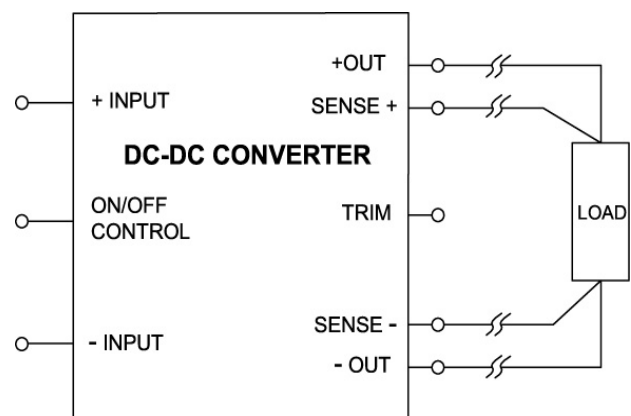 +OUT
+ INPUT
SENSE +
DC-DC CONVERTER
ON/OFF
CONTROL
TRIM
LOAD
SENSE -
- INPUT
- OUT